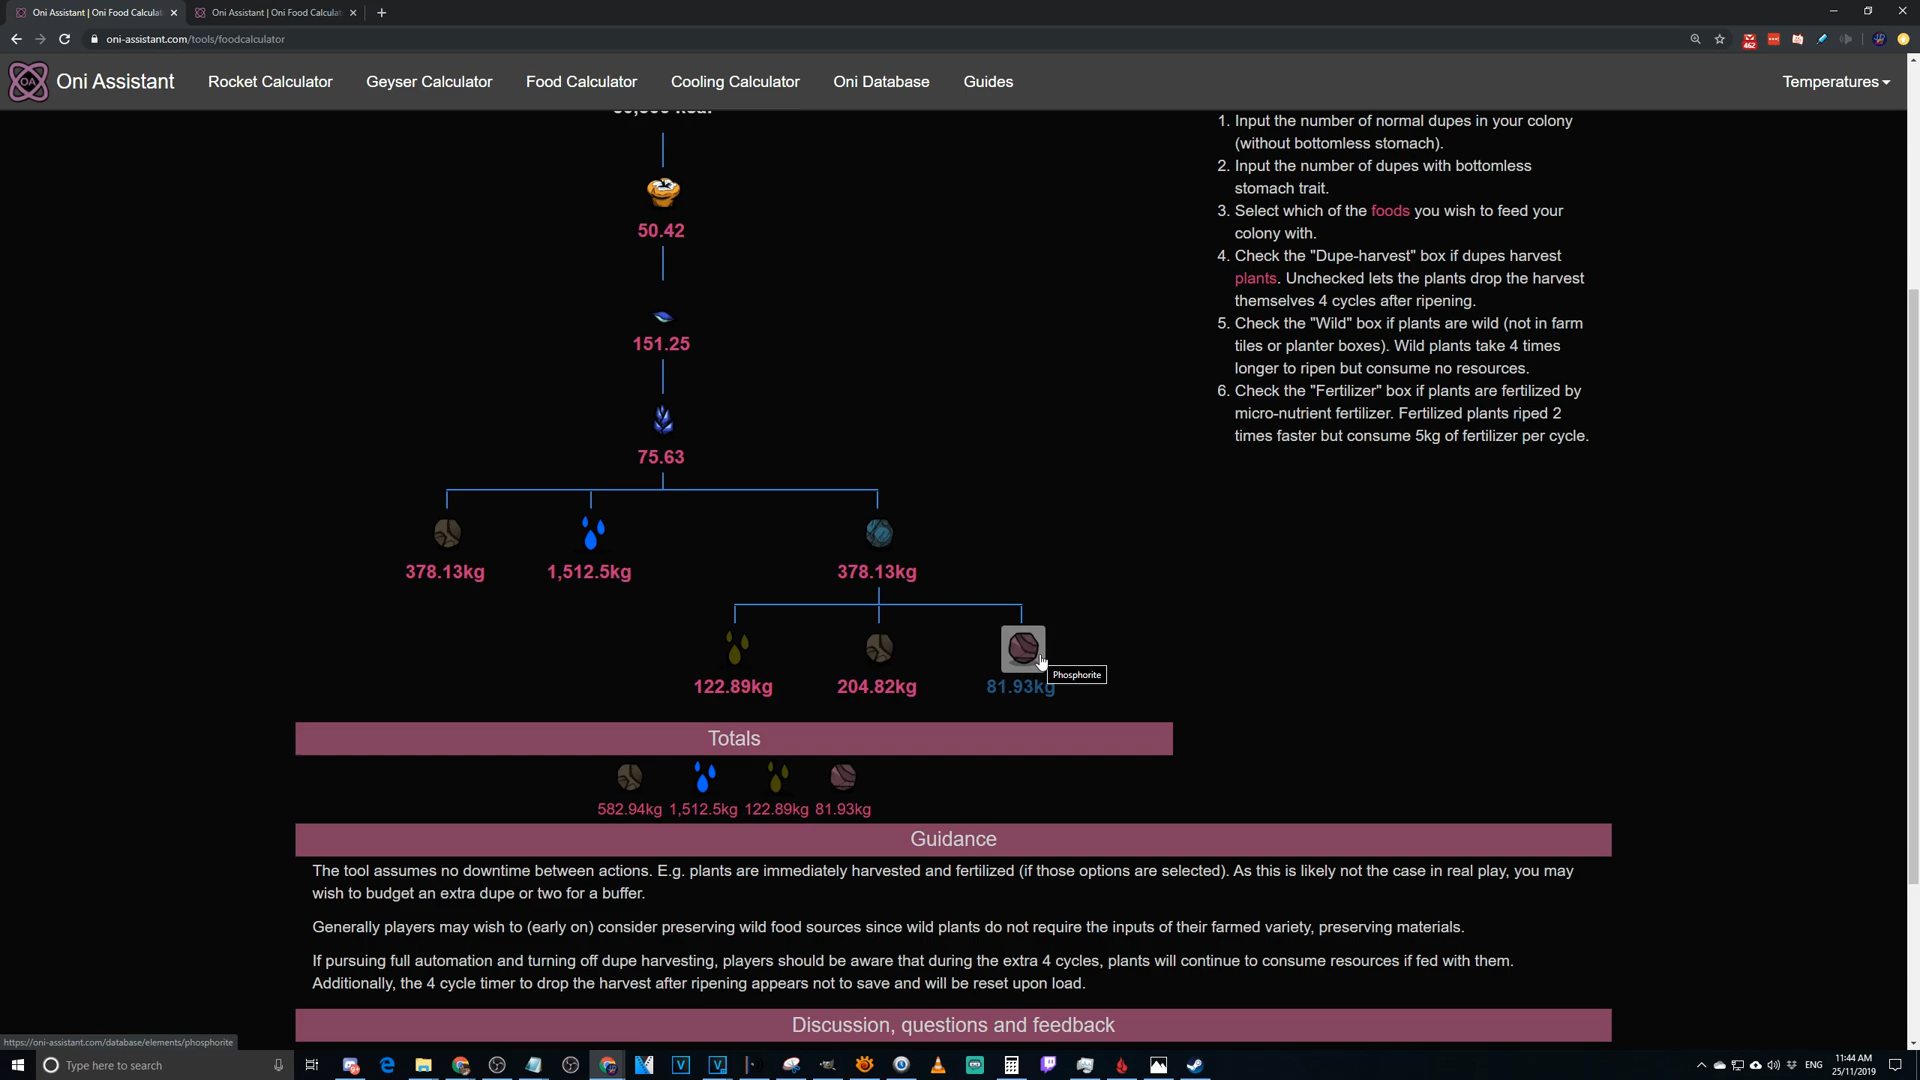 Oni Assistant | Oni Food Calculat
Oni Assistant | Oni Food Calculat
oni-assistant.com/tools/foodcalculator
462
OA
Oni Assistant
Rocket Calculator
Geyser Calculator
Food Calculator
Cooling Calculator
Oni Database
Guides
Temperatures
50.42
151.25
75.63
378.13kg
1,512.5kg
378.13kg
122.89kg
204.82kg
81.93kg
Phosphorite
1. Input the number of normal dupes in your colony
(without bottomless stomach).
2. Input the number of dupes with bottomless
stomach trait.
3. Select which of the foods you wish to feed your
colony with.
4. Check the "Dupe-harvest" box if dupes harvest
plants. Unchecked lets the plants drop the harvest
themselves 4 cycles after ripening.
5. Check the "Wild" box if plants are wild (not in farm
tiles or planter boxes). Wild plants take 4 times
longer to ripen but consume no resources.
6. Check the "Fertilizer" box if plants are fertilized by
micro-nutrient fertilizer. Fertilized plants riped 2
times faster but consume 5kg of fertilizer per cycle.
Totals
582.94kg 1,512.5kg 122.89kg 81.93kg
Guidance
The tool assumes no downtime between actions. E.g. plants are immediately harvested and fertilized (if those options are selected). As this is likely not the case in real play, you may
wish to budget an extra dupe or two for a buffer.
Generally players may wish to (early on) consider preserving wild food sources since wild plants do not require the inputs of their farmed variety, preserving materials.
If pursuing full automation and turning off dupe harvesting, players should be aware that during the extra 4 cycles, plants will continue to consume resources if fed with them.
Additionally, the 4 cycle timer to drop the harvest after ripening appears not to save and will be reset upon load.
Discussion, questions and feedback
https://oni-assistant.com/database/elements/phosphorite
Type here to search
ENG
11:44 AM
25/11/2019